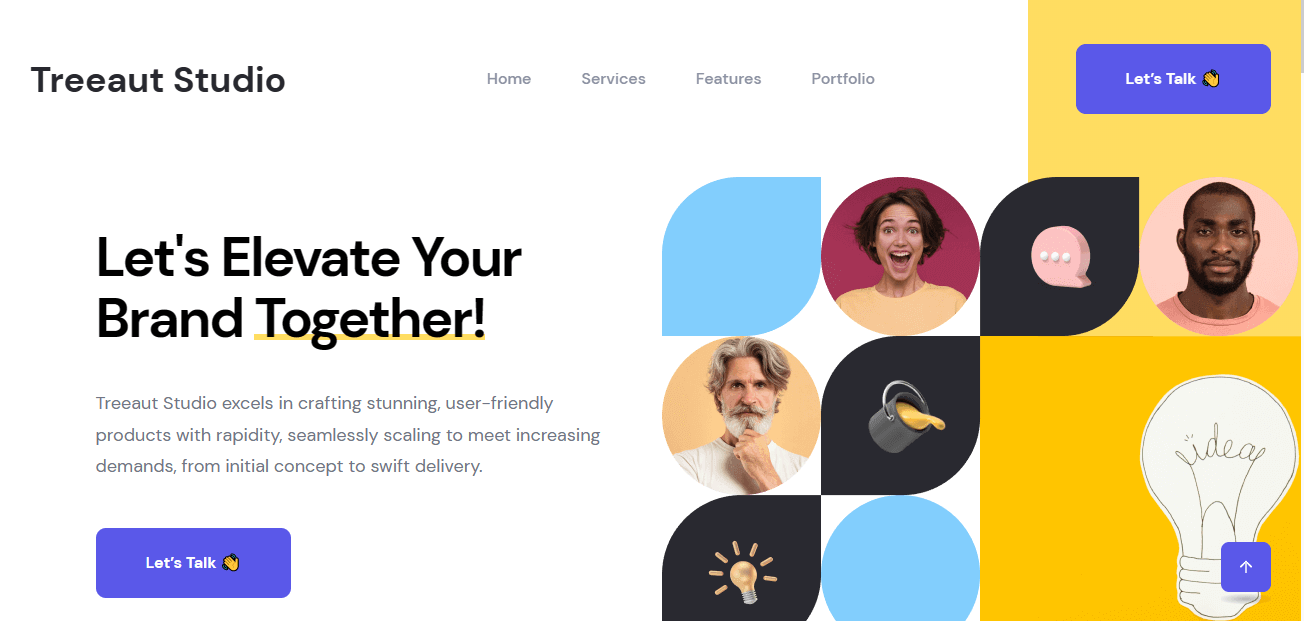 Treeaut Studio
Home
Services
Features
Portfolio
Let's Talk 👋
Let's Elevate Your
Brand Together!
Treeaut Studio excels in crafting stunning, user-friendly
products with rapidity, seamlessly scaling to meet increasing
demands, from initial concept to swift delivery.
Let's Talk 👋
idea